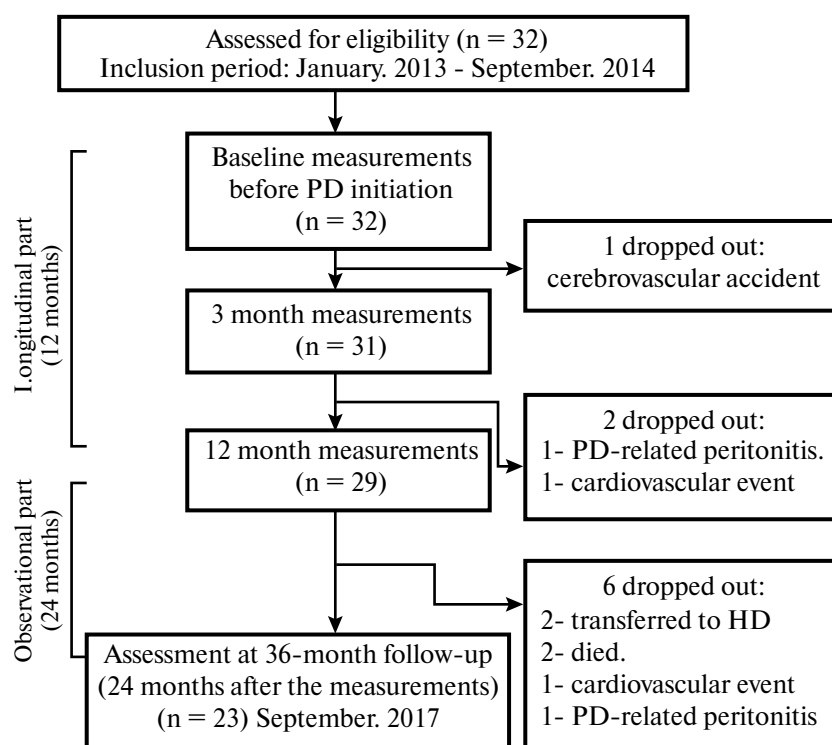 Assessed for eligibility (n = 32)
Inclusion period: January. 2013 - September. 2014
Baseline measurements
before PD initiation
(n = 32)
1 dropped out:
cerebrovascular accident
3 month measurements
(n = 31)
I.ongitudinal part
(12 months)
2 dropped out:
1- PD-related peritonitis.
1- cardiovascular event
12 month measurements
(n = 29)
Observational part
(24 months)
6 dropped out:
2- transferred to HD
2- died.
1- cardiovascular event
1- PD-related peritonitis
Assessment at 36-month follow-up
(24 months after the measurements)
(n = 23) September. 2017